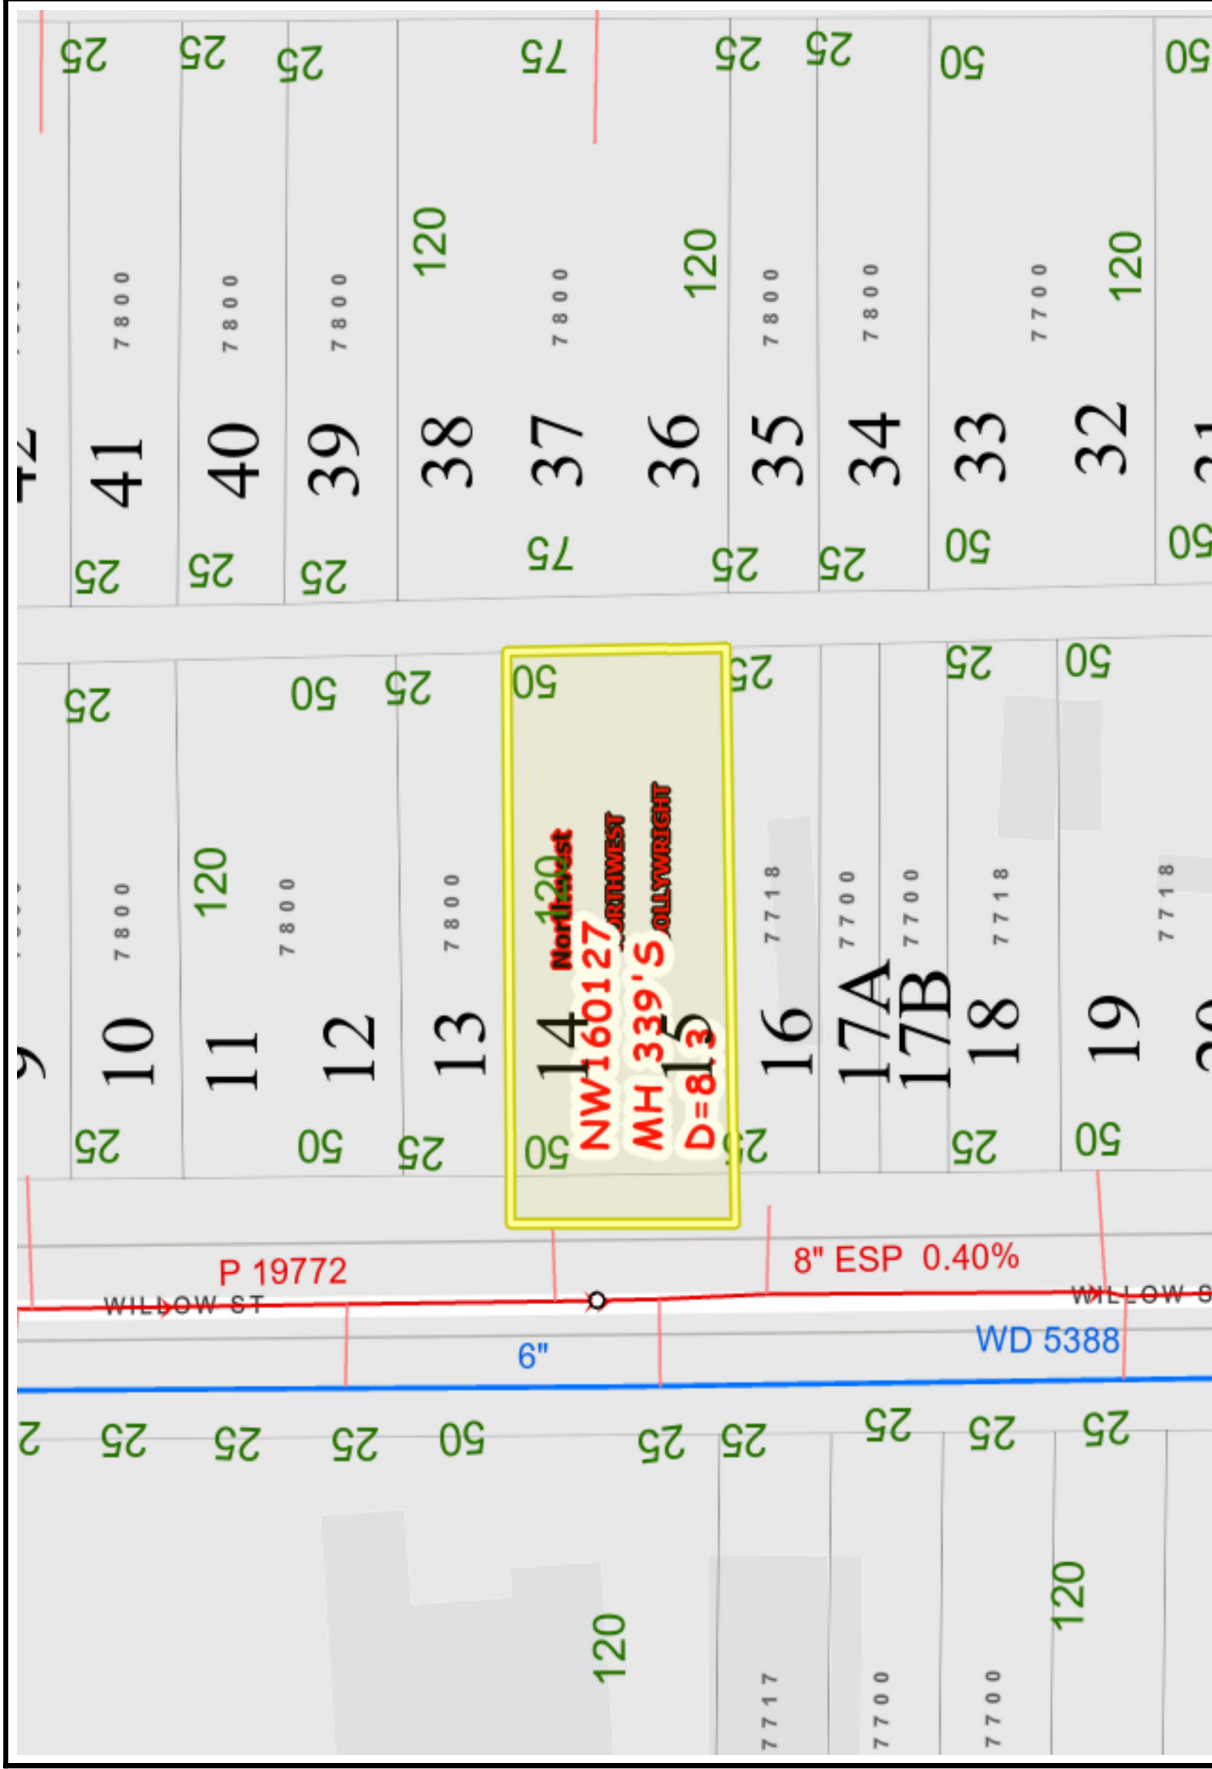 25 25 25 75 25 25 50 50
120 120 120
7800 7800 7800 7800 7800 7800 7700
41 40 39 38 37 36 35 34 33 32
25 25 25 75 25 25 50 50
25 50 25 50 25 25 50
Northwest
OLLYWRIGHT
120 120
7800 7800 7800 7718 7700 7700 7718 7718
NW160127
MH 339'S
D=8.3
9 10 11 12 13 14 15 16 17A 17B 18 19
25 50 25 50 25 25 50
P 19772
8" ESP 0.40%
WILLOW ST
WILLOW S
6"
WD 5388
25 25 25 50 25 25 25 25 25
120 120
7717 7700 7700